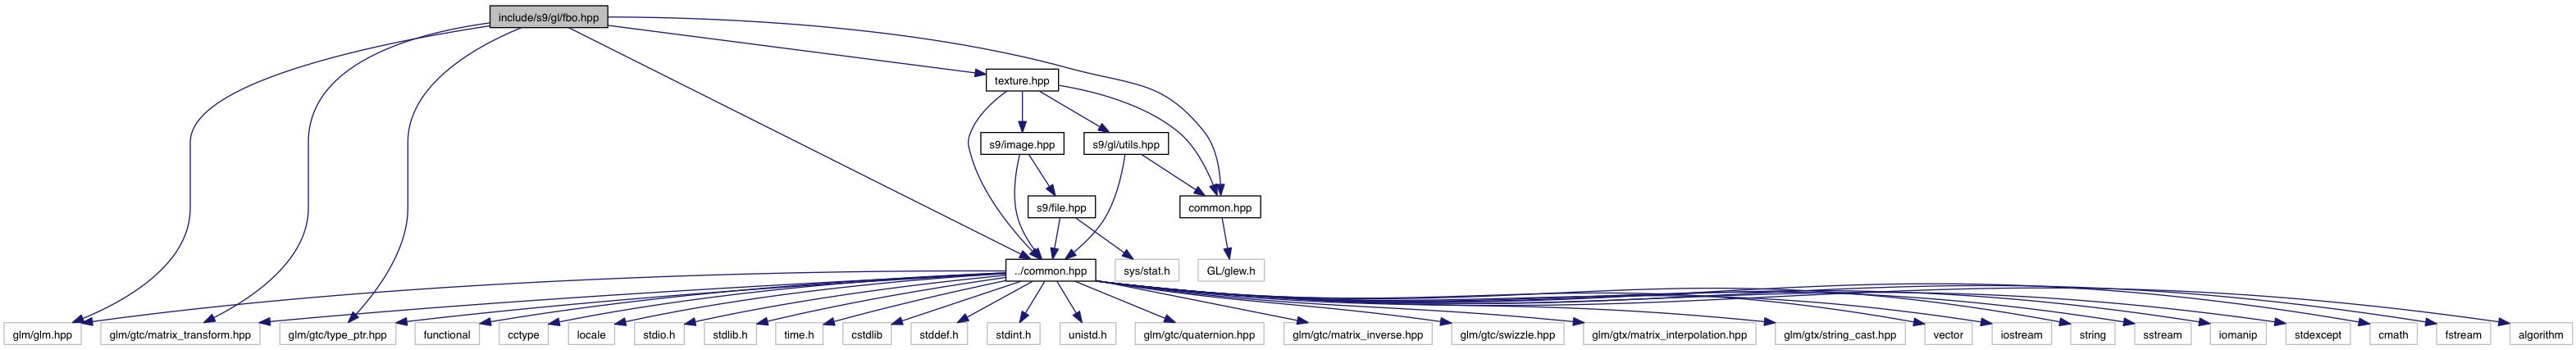 include/s9/gl/fbo.hpp
texture.hpp
s9/image.hpp
s9/gl/utils.hpp
s9/file.hpp
common.hpp
../common.hpp
sys/stat.h
GL/glew.h
glm/glm.hpp
glm/gtc/matrix_transform.hpp
glm/gtc/type_ptr.hpp
functional
cctype
locale
stdio.h
stdlib.h
time.h
cstdlib
stddef.h
stdint.h
unistd.h
glm/gtc/quaternion.hpp
glm/gtc/matrix_inverse.hpp
glm/gtc/swizzle.hpp
glm/gtx/matrix_interpolation.hpp
glm/gtx/string_cast.hpp
vector
iostream
string
sstream
iomanip
stdexcept
cmath
fstream
algorithm